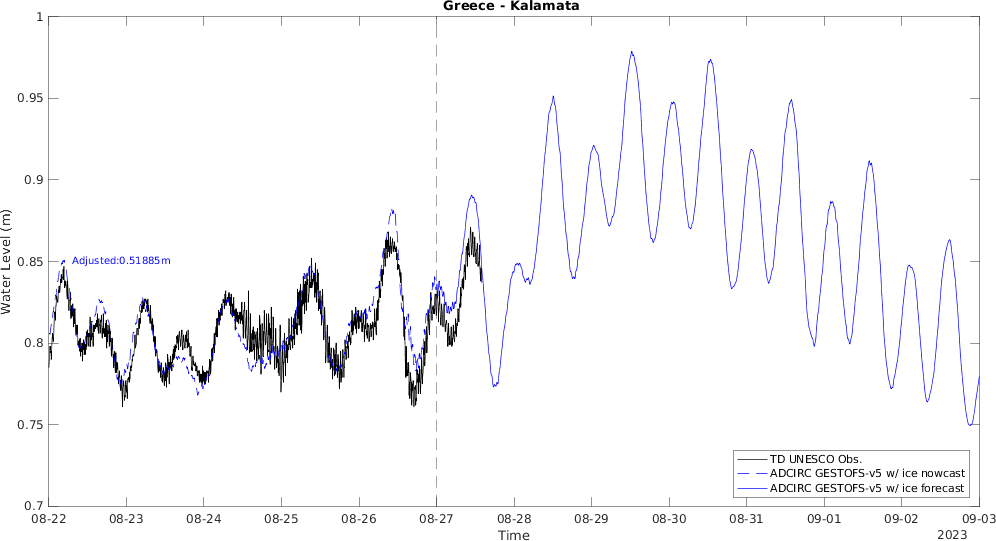 Greece - Kalamata
1
0.95
0.9
0.85
0.8
0.75
0.7
Water Level (m)
Adjusted:0.51885m
TD UNESCO Obs.
ADCIRC GESTOFS-v5 w/ ice nowcast
ADCIRC GESTOFS-v5 w/ ice forecast
08-22 08-23 08-24 08-25 08-26 08-27 08-28 08-29 08-30 08-31 09-01 09-02 09-03
Time
2023